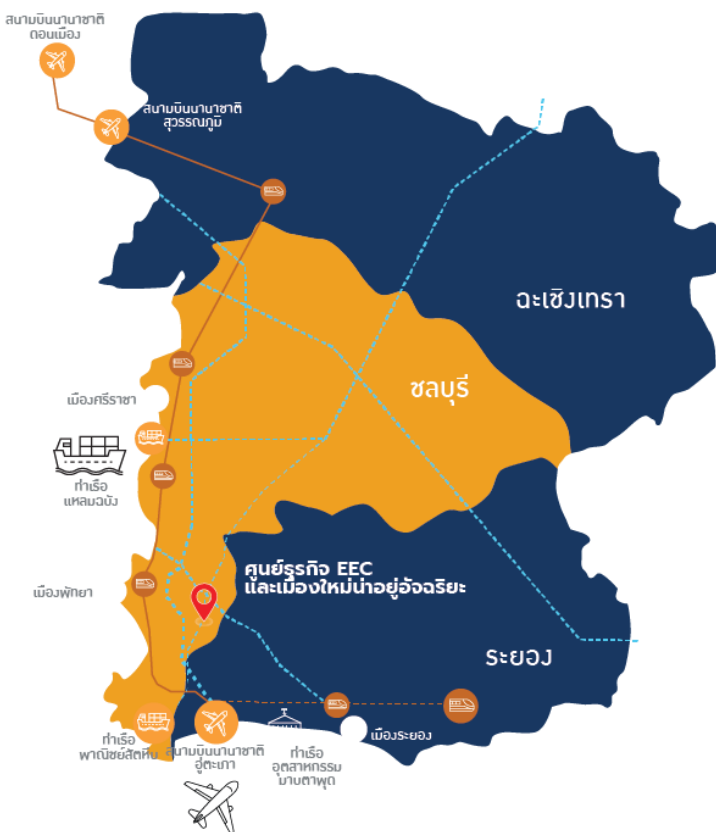 สนามบินนานาชาติ
ดอนเมือง
สนามบินนานาชาติ
สุวรรณภูมิ
ฉะเชิงเทรา
ชลบุรี
เมืองศรีราชา
ท่าเรือ
แหลมฉบัง
ศูนย์ธุรกิจ EEC
และเมืองใหม่น่าอยู่อัจฉริยะ
เมืองพัทยา
ระยอง
ท่าเรือ
พาณิชย์สัตหีบ
สนามบินนานาชาติ
อู่ตะเภา
ท่าเรือ
อุตสาหกรรม
มาบตาพุด
เมืองระยอง